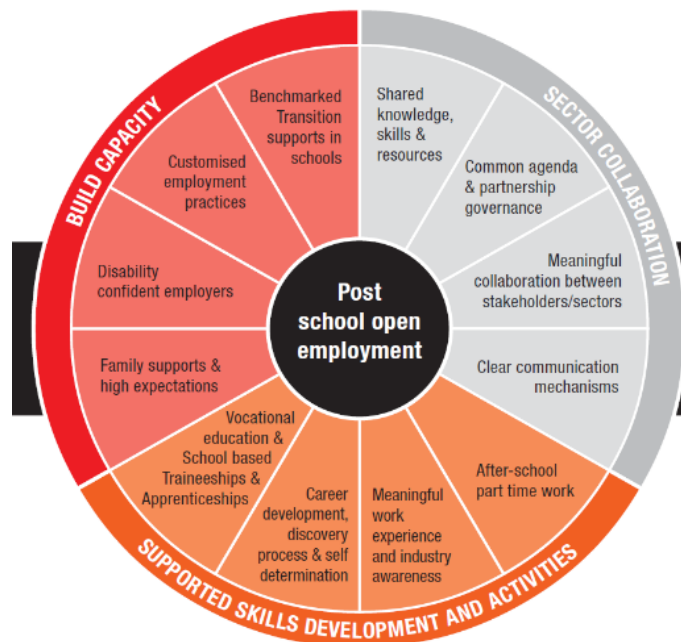 BUILD CAPACITY
Benchmarked
Transition
supports in
schools
Customised
employment
practices
Disability
confident employers
Family supports &
high expectations
SECTOR COLLABORATION
Shared
knowledge,
skills &
resources
Common agenda
& partnership
governance
Meaningful
collaboration between
stakeholders/sectors
Clear communication
mechanisms
Post
school open
employment
SUPPORTED SKILLS DEVELOPMENT AND ACTIVITIES
Vocational
education &
School based
Traineeships &
Apprenticeships
Career
development,
discovery
process & self
determination
Meaningful
work
experience
and industry
awareness
After-school
part time work